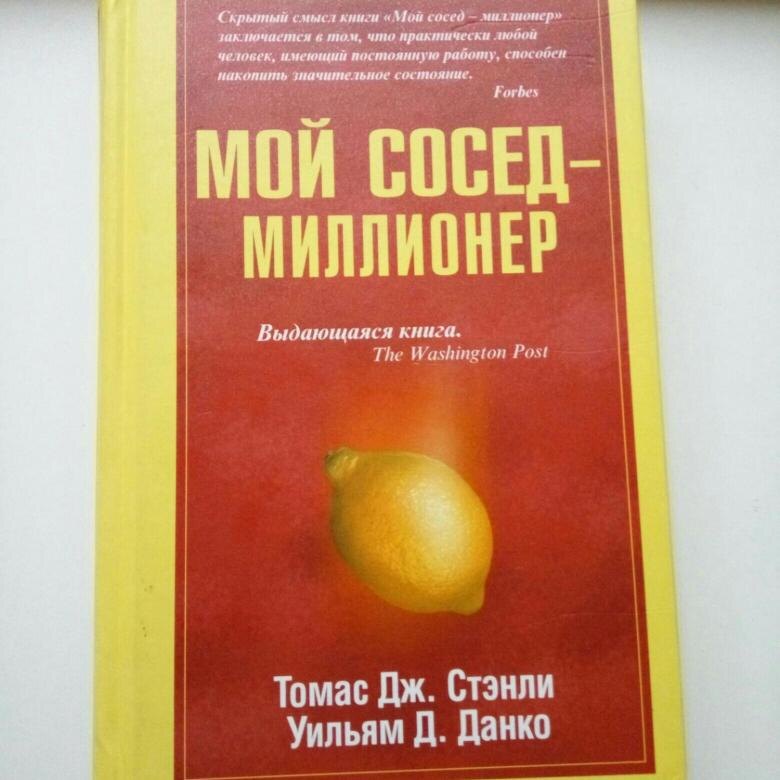 Скрытый смысл книги «Мой сосед – миллионер»
заключается в том, что практически любой
человек, имеющий постоянную работу, способен
накопить значительное состояние.
Forbes
МОЙ СОСЕД–
МИЛЛИОНЕР
Выдающаяся книга.
The Washington Post
Томас Дж. Стэнли
Уильям Д. Данко